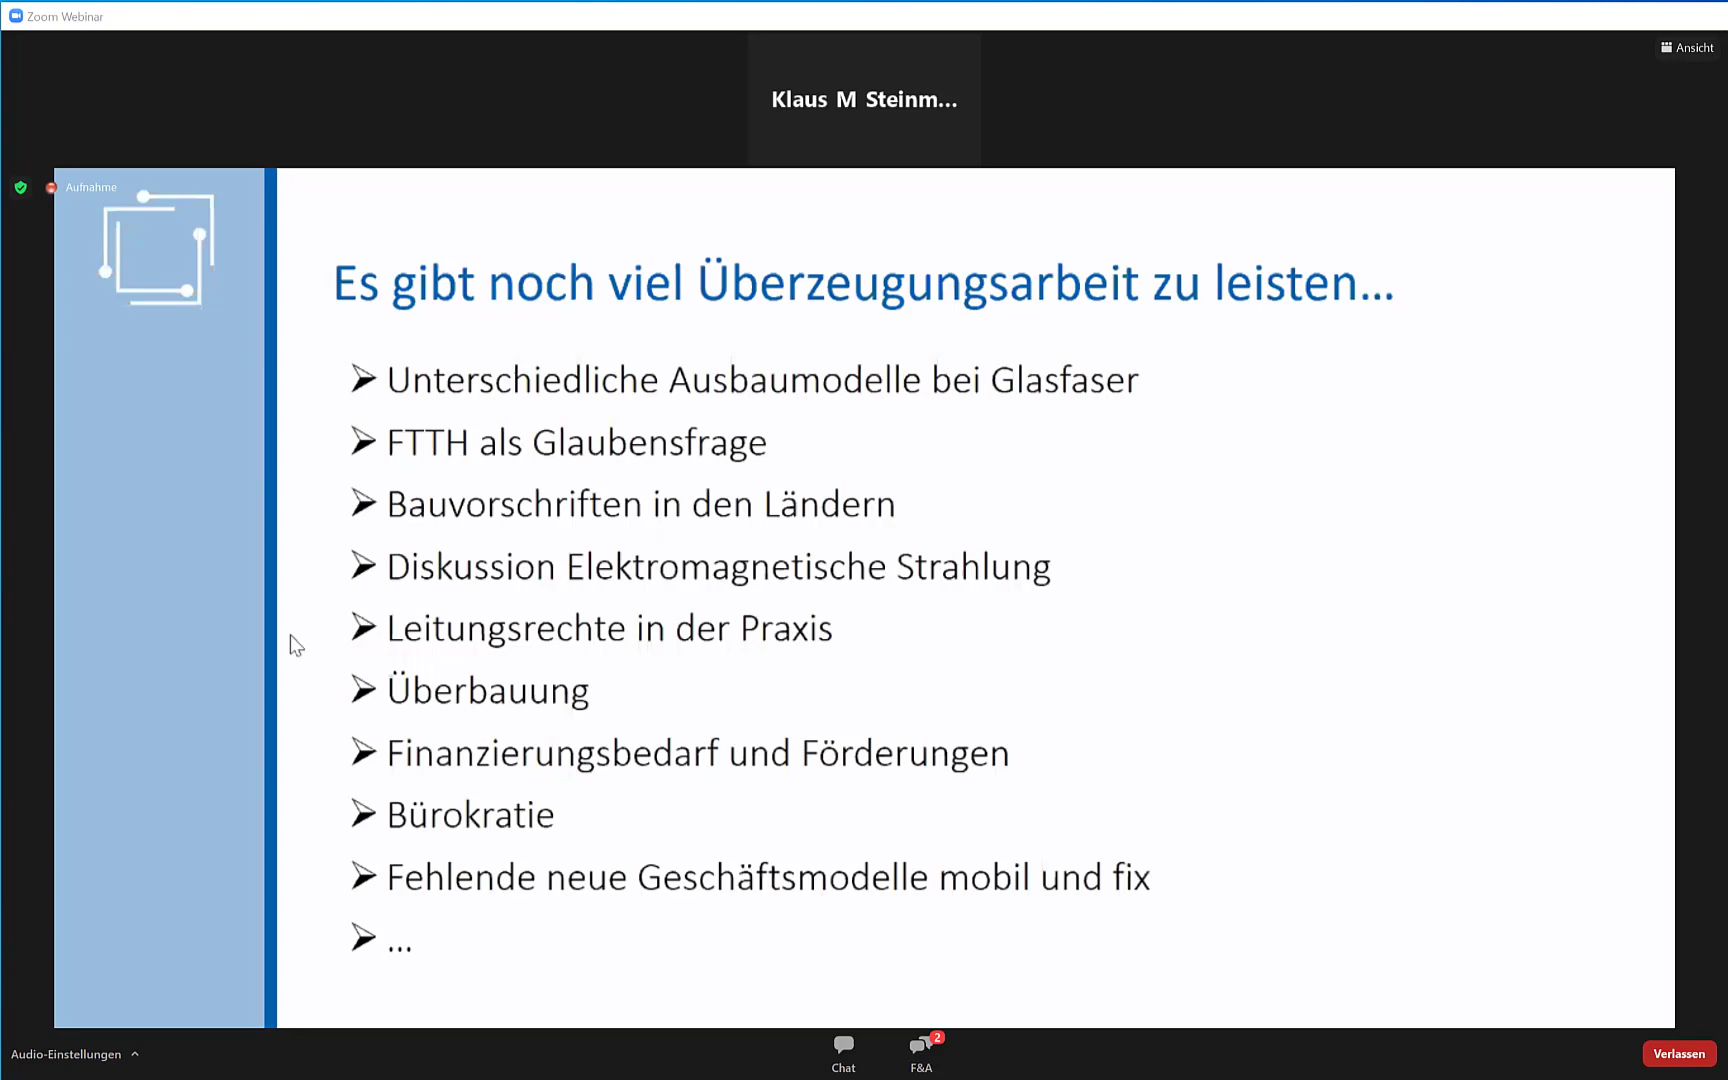 Zoom Webinar
Ansicht
Klaus M Steinm...
Aufnahme
Es gibt noch viel Überzeugungsarbeit zu leisten...
Unterschiedliche Ausbaumodelle bei Glasfaser
FTTH als Glaubensfrage
Bauvorschriften in den Ländern
Diskussion Elektromagnetische Strahlung
Leitungsrechte in der Praxis
Überbauung
Finanzierungsbedarf und Förderungen
Bürokratie
Fehlende neue Geschäftsmodelle mobil und fix
...
Audio-Einstellungen
Chat
2
F&A
Verlassen